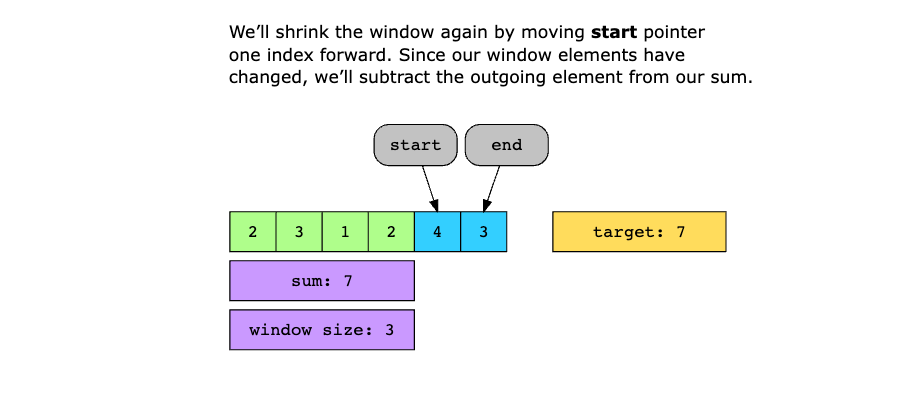 We’ll shrink the window again by moving start pointer
one index forward. Since our window elements have
changed, we’ll subtract the outgoing element from our sum.
start end
2 3 1 2 4 3 target: 7
sum: 7
window size: 3